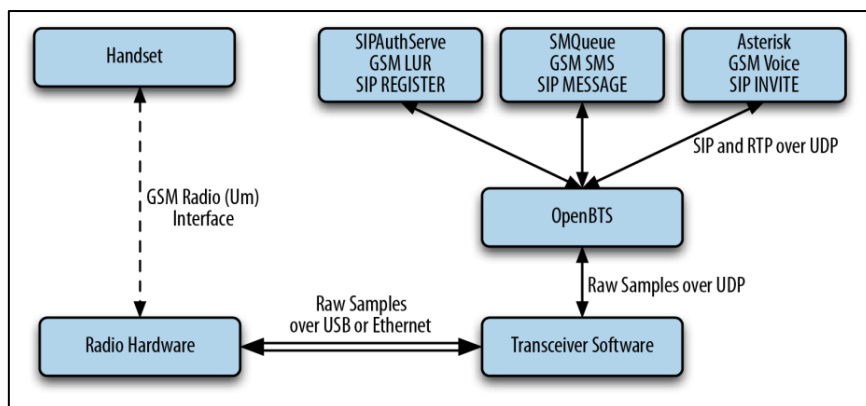 Handset
SIPAuthServe
GSM LUR
SIP REGISTER
SMQueue
GSM SMS
SIP MESSAGE
Asterisk
GSM Voice
SIP INVITE
SIP and RTP over UDP
GSM Radio (Um)
Interface
OpenBTS
Raw Samples over UDP
Raw Samples
over USB or Ethernet
Radio Hardware
Transceiver Software